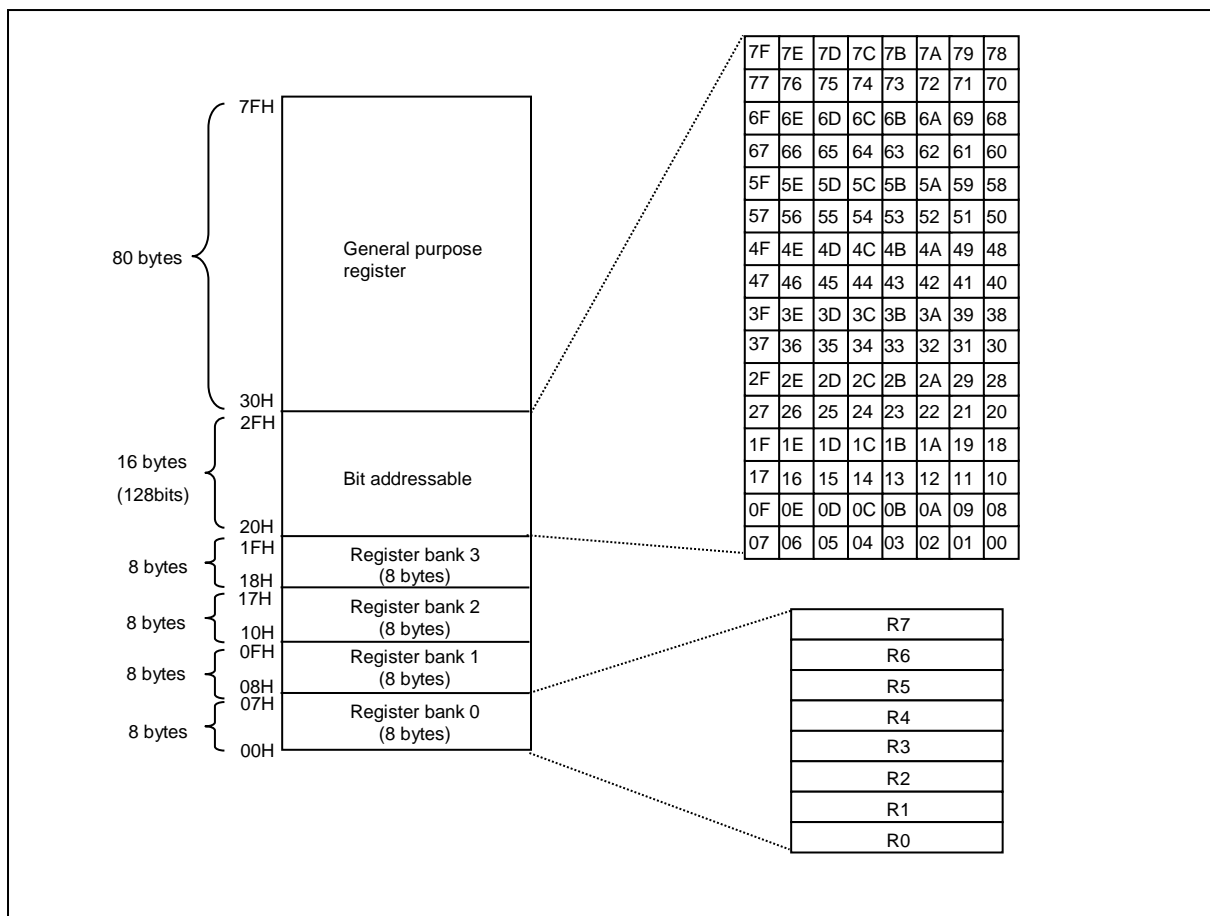 7FH
80 bytes
General purpose
register
30H
2FH
16 bytes
(128bits)
Bit addressable
20H
1FH
8 bytes
Register bank 3
(8 bytes)
18H
17H
8 bytes
Register bank 2
(8 bytes)
10H
0FH
8 bytes
Register bank 1
(8 bytes)
08H
07H
8 bytes
Register bank 0
(8 bytes)
00H
7F 7E 7D 7C 7B 7A 79 78
77 76 75 74 73 72 71 70
6F 6E 6D 6C 6B 6A 69 68
67 66 65 64 63 62 61 60
5F 5E 5D 5C 5B 5A 59 58
57 56 55 54 53 52 51 50
4F 4E 4D 4C 4B 4A 49 48
47 46 45 44 43 42 41 40
3F 3E 3D 3C 3B 3A 39 38
37 36 35 34 33 32 31 30
2F 2E 2D 2C 2B 2A 29 28
27 26 25 24 23 22 21 20
1F 1E 1D 1C 1B 1A 19 18
17 16 15 14 13 12 11 10
0F 0E 0D 0C 0B 0A 09 08
07 06 05 04 03 02 01 00
R7
R6
R5
R4
R3
R2
R1
R0